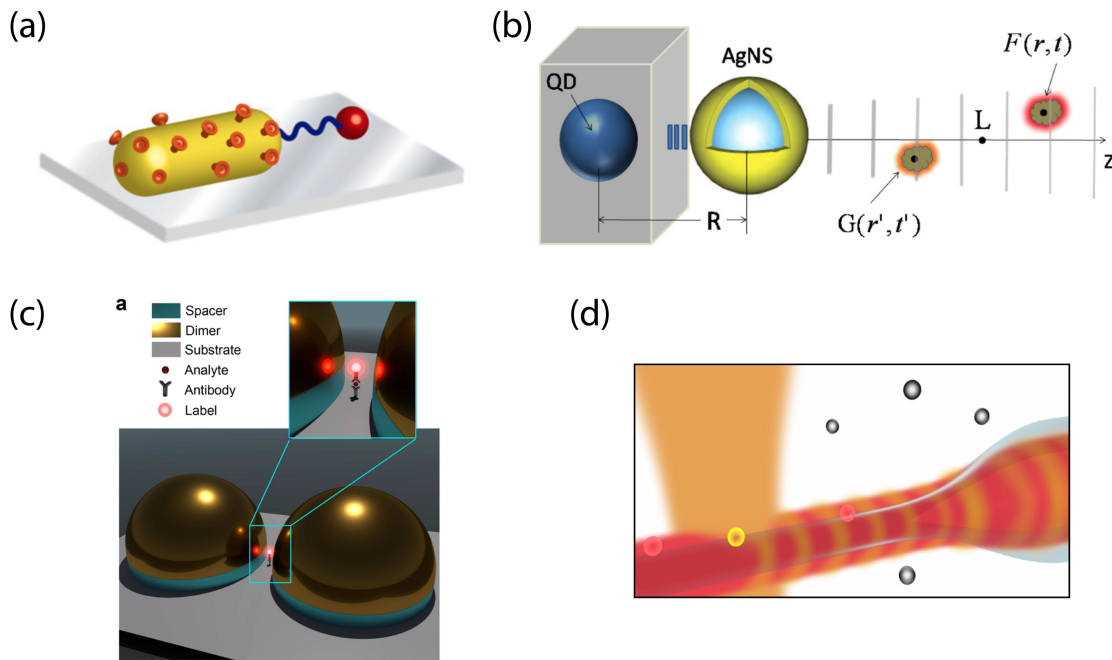 (a)
(b)
AgNS
F(r,t)
QD
L
z
R
G(r',t')
(c)
a
Spacer
Dimer
Substrate
Analyte
Antibody
Label
(d)